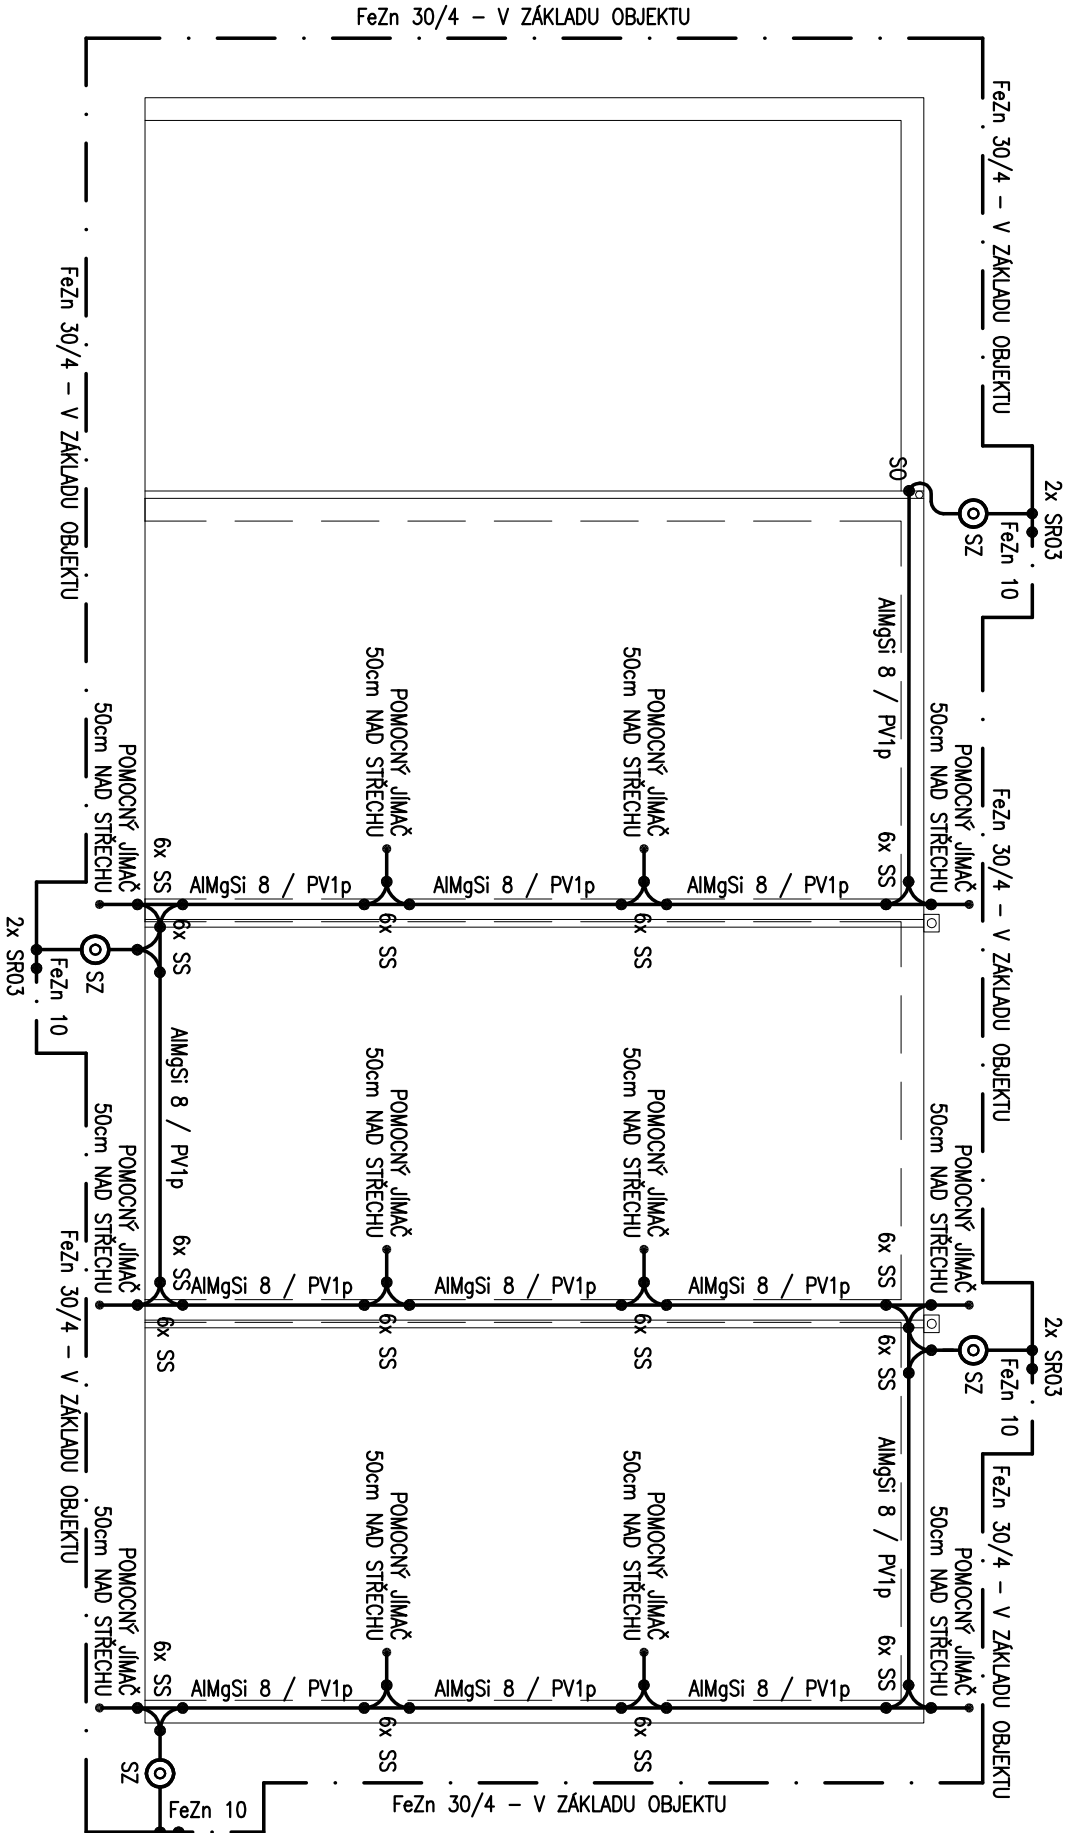 FeZn 30/4 – V ZÁKLADU OBJEKTU
FeZn 30/4 – V ZÁKLADU OBJEKTU
FeZn 30/4 – V ZÁKLADU OBJEKTU
SO
2x SR03
FeZn 10
SZ
AlMgSi 8 / PV1p
POMOCNÝ JÍMAČ
50cm NAD STŘECHU
POMOCNÝ JÍMAČ
50cm NAD STŘECHU
POMOCNÝ JÍMAČ
50cm NAD STŘECHU
POMOCNÝ JÍMAČ
50cm NAD STŘECHU
FeZn 30/4 – V ZÁKLADU OBJEKTU
6x SS
6x SS
AlMgSi 8 / PV1p
AlMgSi 8 / PV1p
AlMgSi 8 / PV1p
6x SS
6x SS
6x SS
2x SR03
FeZn 10
SZ
AlMgSi 8 / PV1p
POMOCNÝ JÍMAČ
50cm NAD STŘECHU
POMOCNÝ JÍMAČ
50cm NAD STŘECHU
POMOCNÝ JÍMAČ
50cm NAD STŘECHU
POMOCNÝ JÍMAČ
50cm NAD STŘECHU
6x SS
6x SS
AlMgSi 8 / PV1p
AlMgSi 8 / PV1p
AlMgSi 8 / PV1p
6x SS
6x SS
6x SS
6x SS
2x SR03
FeZn 10
SZ
FeZn 30/4 – V ZÁKLADU OBJEKTU
AlMgSi 8 / PV1p
FeZn 30/4 – V ZÁKLADU OBJEKTU
POMOCNÝ JÍMAČ
50cm NAD STŘECHU
POMOCNÝ JÍMAČ
50cm NAD STŘECHU
POMOCNÝ JÍMAČ
50cm NAD STŘECHU
POMOCNÝ JÍMAČ
50cm NAD STŘECHU
6x SS
6x SS
AlMgSi 8 / PV1p
AlMgSi 8 / PV1p
AlMgSi 8 / PV1p
6x SS
6x SS
SZ
FeZn 10
FeZn 30/4 – V ZÁKLADU OBJEKTU